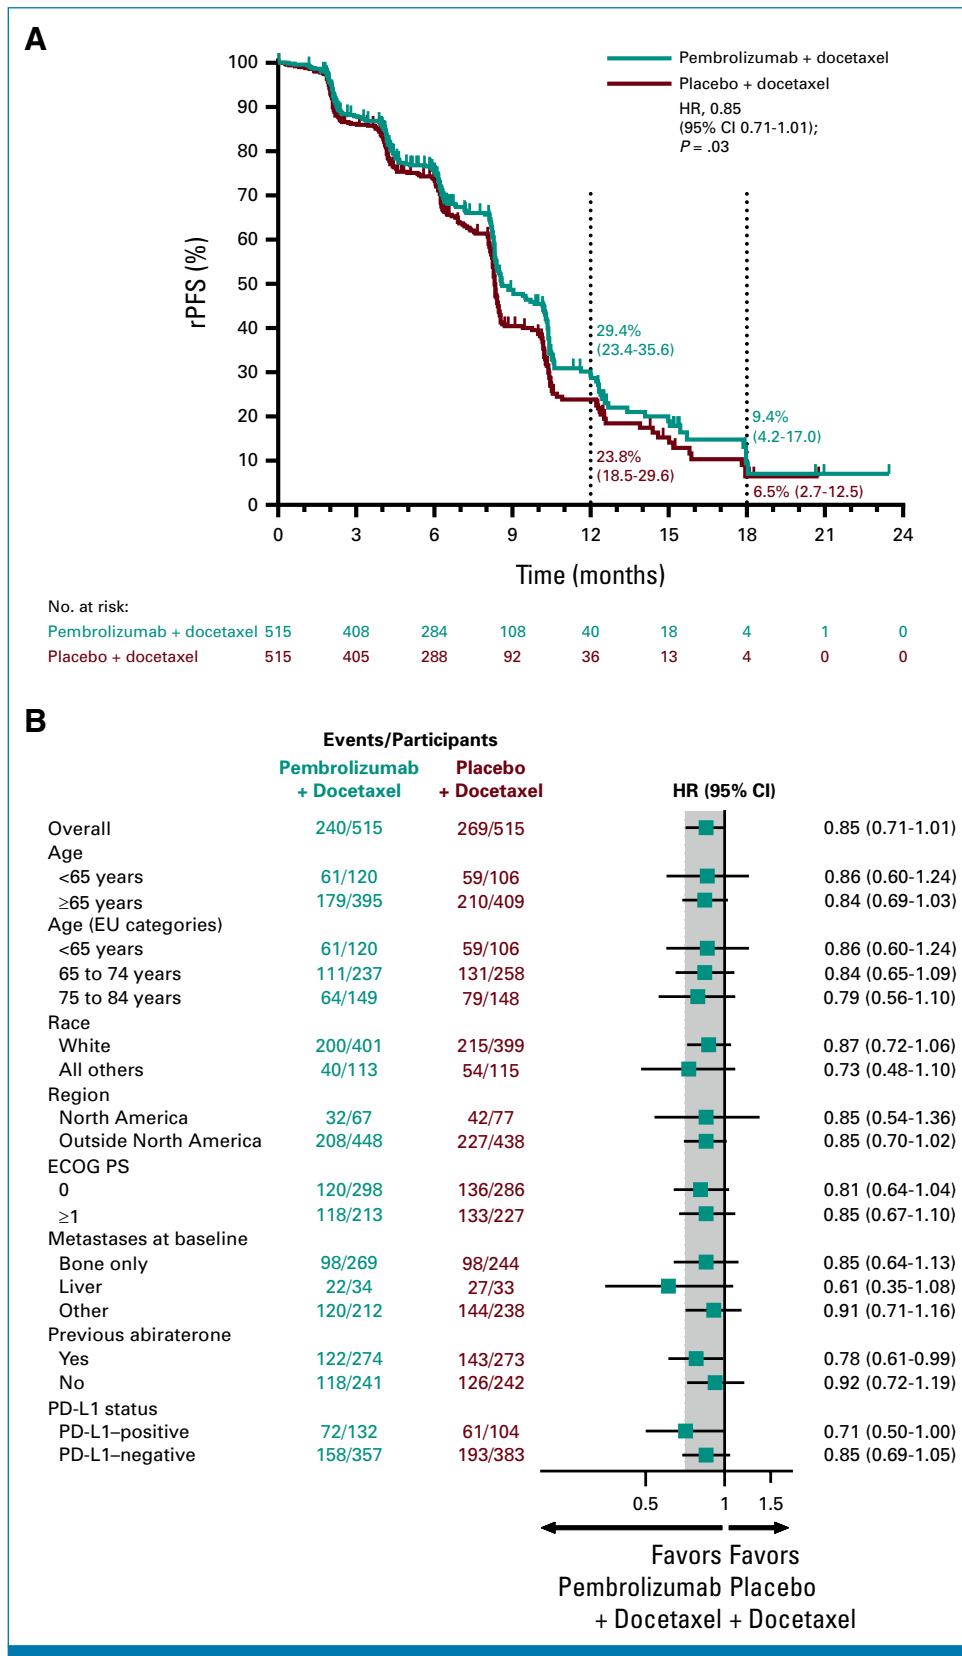 A
Pembrolizumab + docetaxel
Placebo + docetaxel
HR, 0.85
(95% CI 0.71-1.01);
P = .03
rPFS (%)
100
90
80
70
60
50
40
30
20
10
0
29.4%
(23.4-35.6)
23.8%
(18.5-29.6)
9.4%
(4.2-17.0)
6.5% (2.7-12.5)
0 3 6 9 12 15 18 21 24
Time (months)
No. at risk:
Pembrolizumab + docetaxel 515 408 284 108 40 18 4 1 0
Placebo + docetaxel 515 405 288 92 36 13 4 0 0
B
Events/Participants
Pembrolizumab + Docetaxel
Placebo + Docetaxel
HR (95% CI)
Overall 240/515 269/515 0.85 (0.71-1.01)
Age
<65 years 61/120 59/106 0.86 (0.60-1.24)
≥65 years 179/395 210/409 0.84 (0.69-1.03)
Age (EU categories)
<65 years 61/120 59/106 0.86 (0.60-1.24)
65 to 74 years 111/237 131/258 0.84 (0.65-1.09)
75 to 84 years 64/149 79/148 0.79 (0.56-1.10)
Race
White 200/401 215/399 0.87 (0.72-1.06)
All others 40/113 54/115 0.73 (0.48-1.10)
Region
North America 32/67 42/77 0.85 (0.54-1.36)
Outside North America 208/448 227/438 0.85 (0.70-1.02)
ECOG PS
0 120/298 136/286 0.81 (0.64-1.04)
≥1 118/213 133/227 0.85 (0.67-1.10)
Metastases at baseline
Bone only 98/269 98/244 0.85 (0.64-1.13)
Liver 22/34 27/33 0.61 (0.35-1.08)
Other 120/212 144/238 0.91 (0.71-1.16)
Previous abiraterone
Yes 122/274 143/273 0.78 (0.61-0.99)
No 118/241 126/242 0.92 (0.72-1.19)
PD-L1 status
PD-L1–positive 72/132 61/104 0.71 (0.50-1.00)
PD-L1–negative 158/357 193/383 0.85 (0.69-1.05)
0.5 1 1.5
Favors Pembrolizumab + Docetaxel
Favors Placebo + Docetaxel